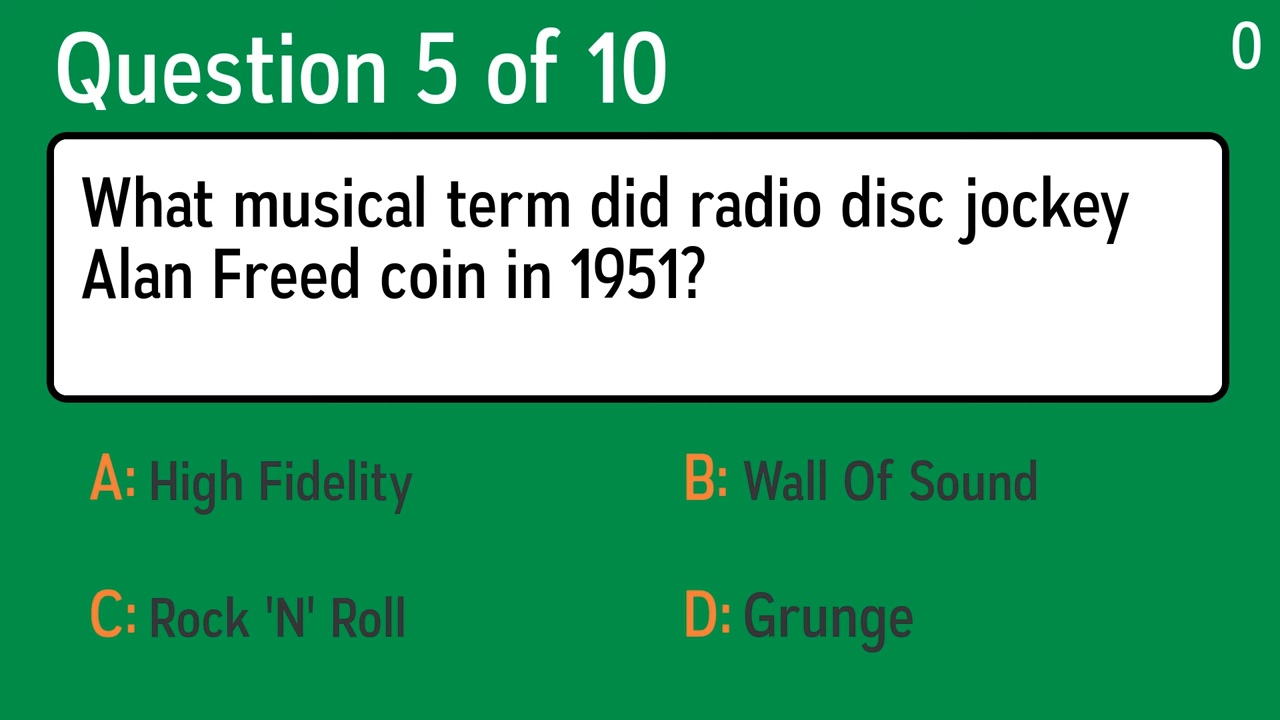 Question 5 of 10
0
What musical term did radio disc jockey
Alan Freed coin in 1951?
A: High Fidelity
B: Wall Of Sound
C: Rock 'N' Roll
D: Grunge